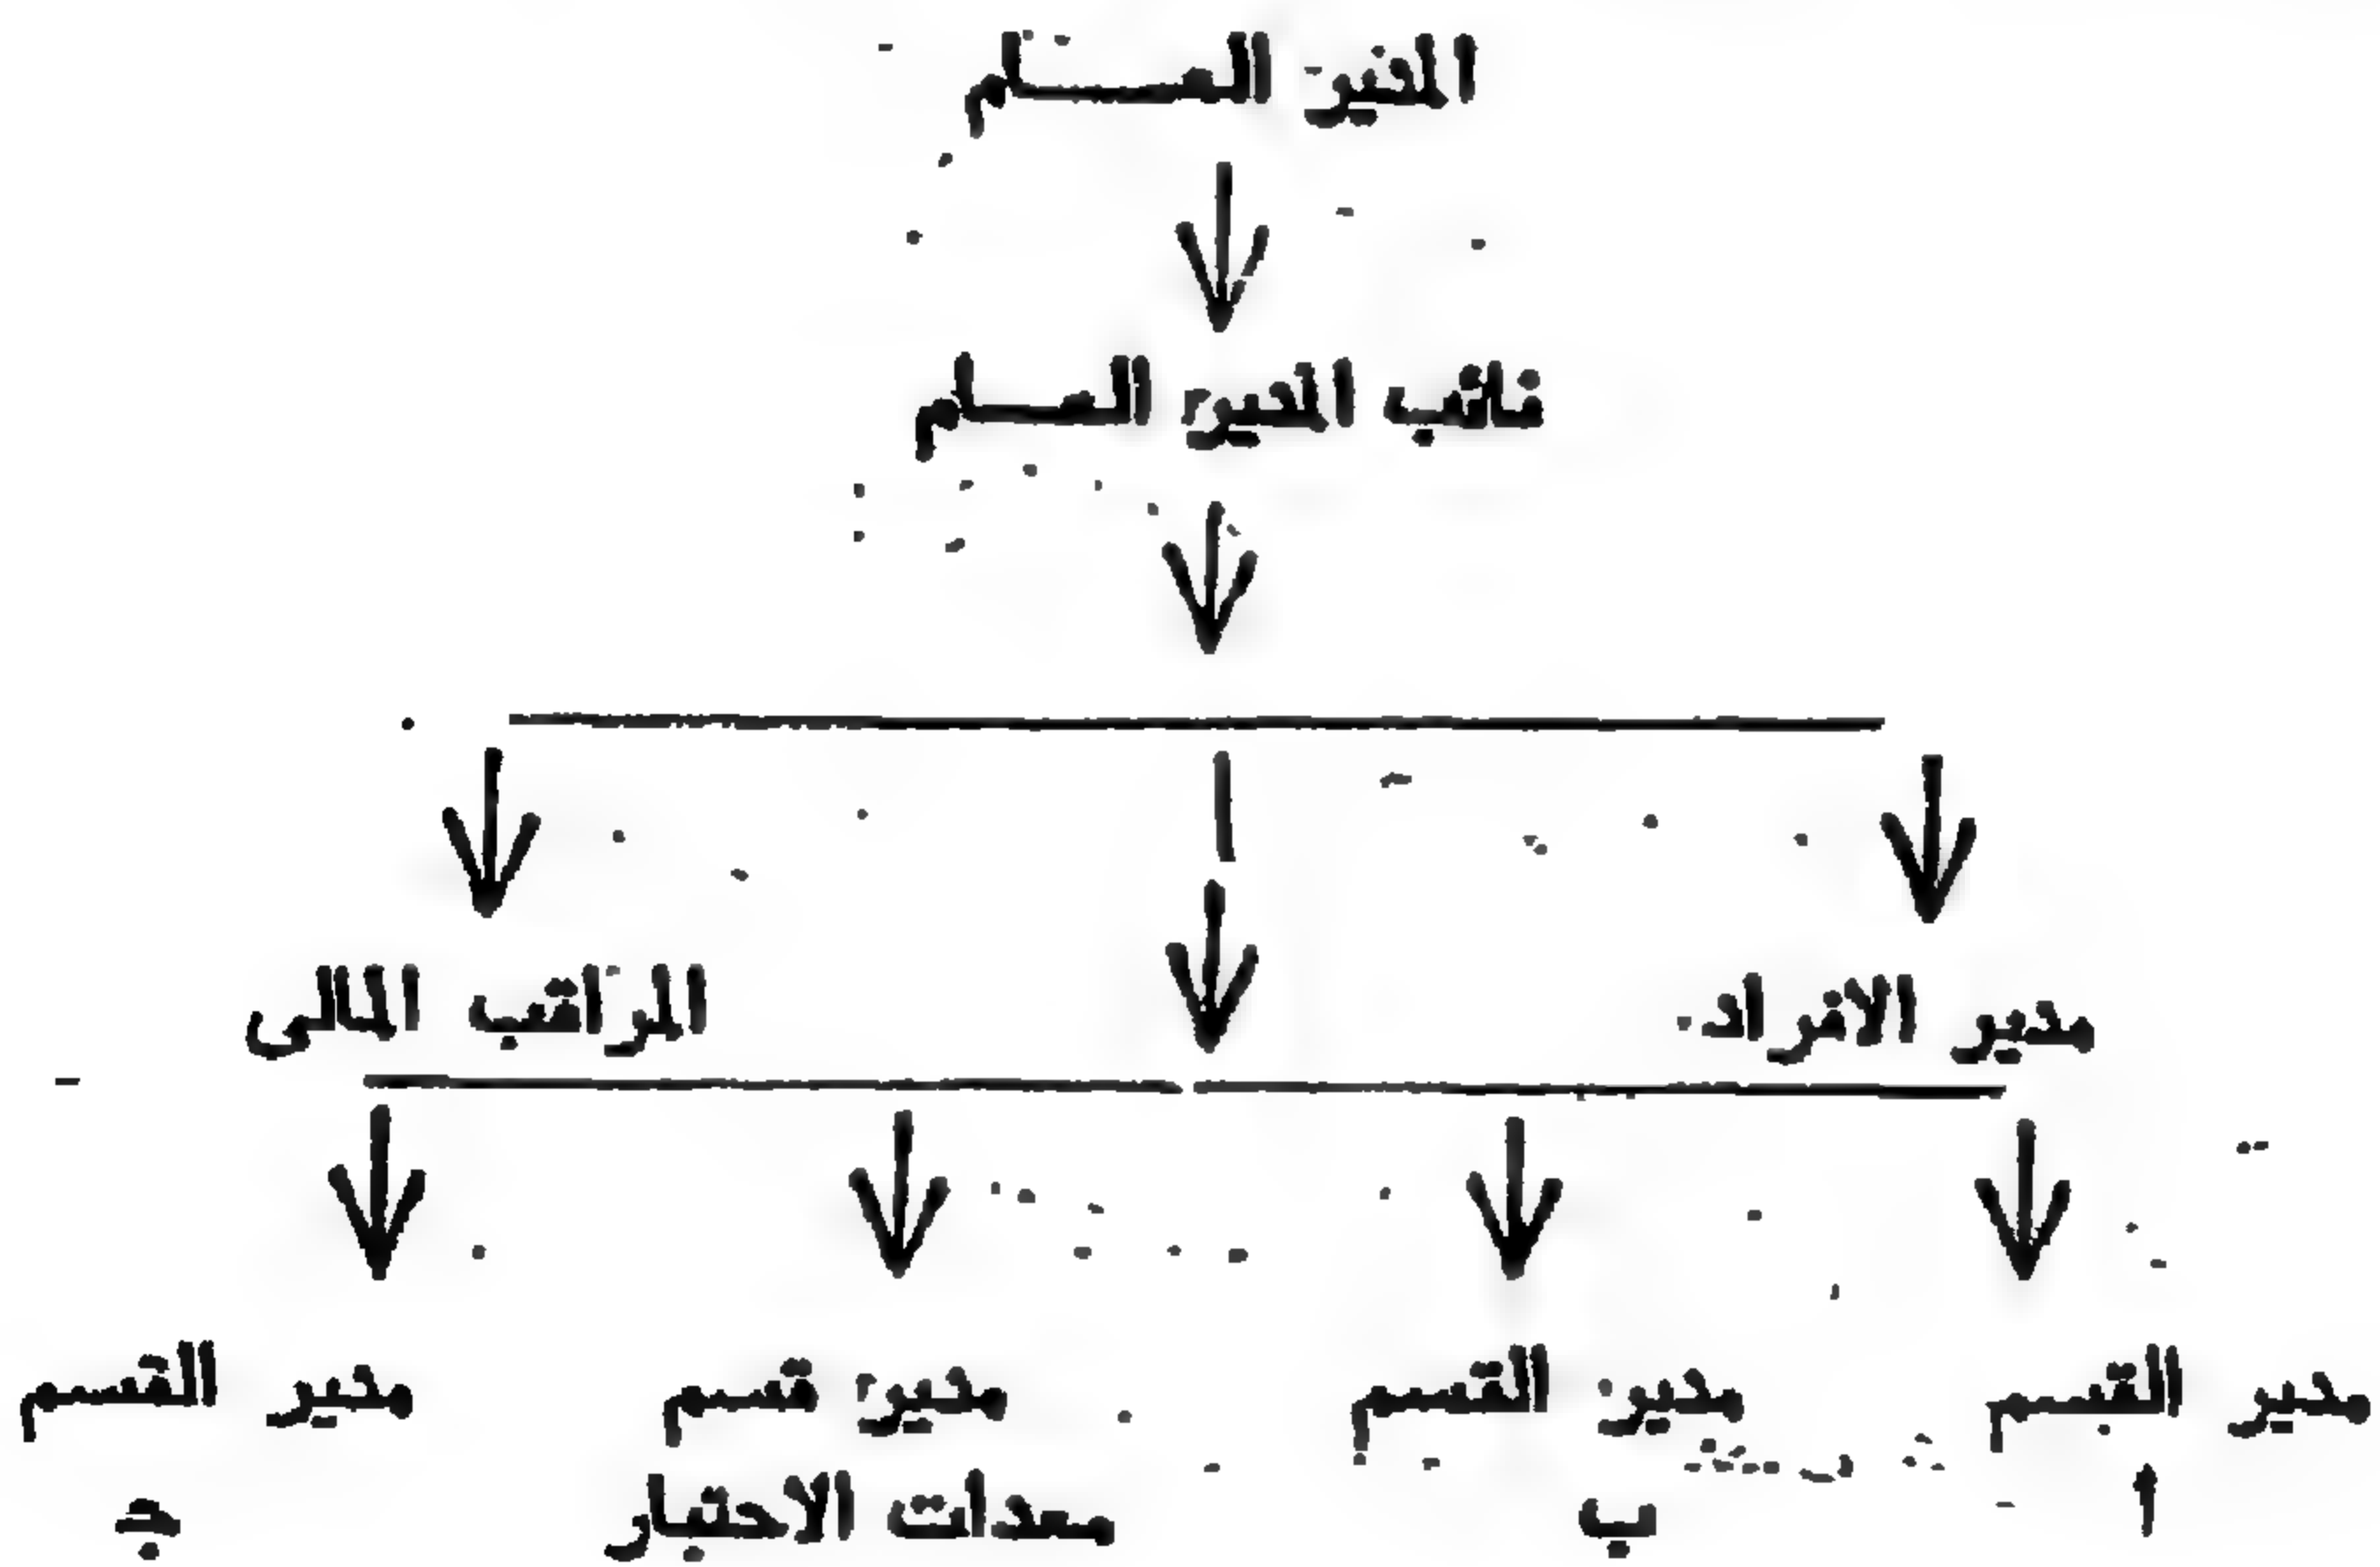 المدير العام
نائب المدير العام
مدير الافراد
المراقب المالى
مدير القسم
أ
مدير القسم
ب
مدير قسم
معدات الاختبار
مدير القسم
ج